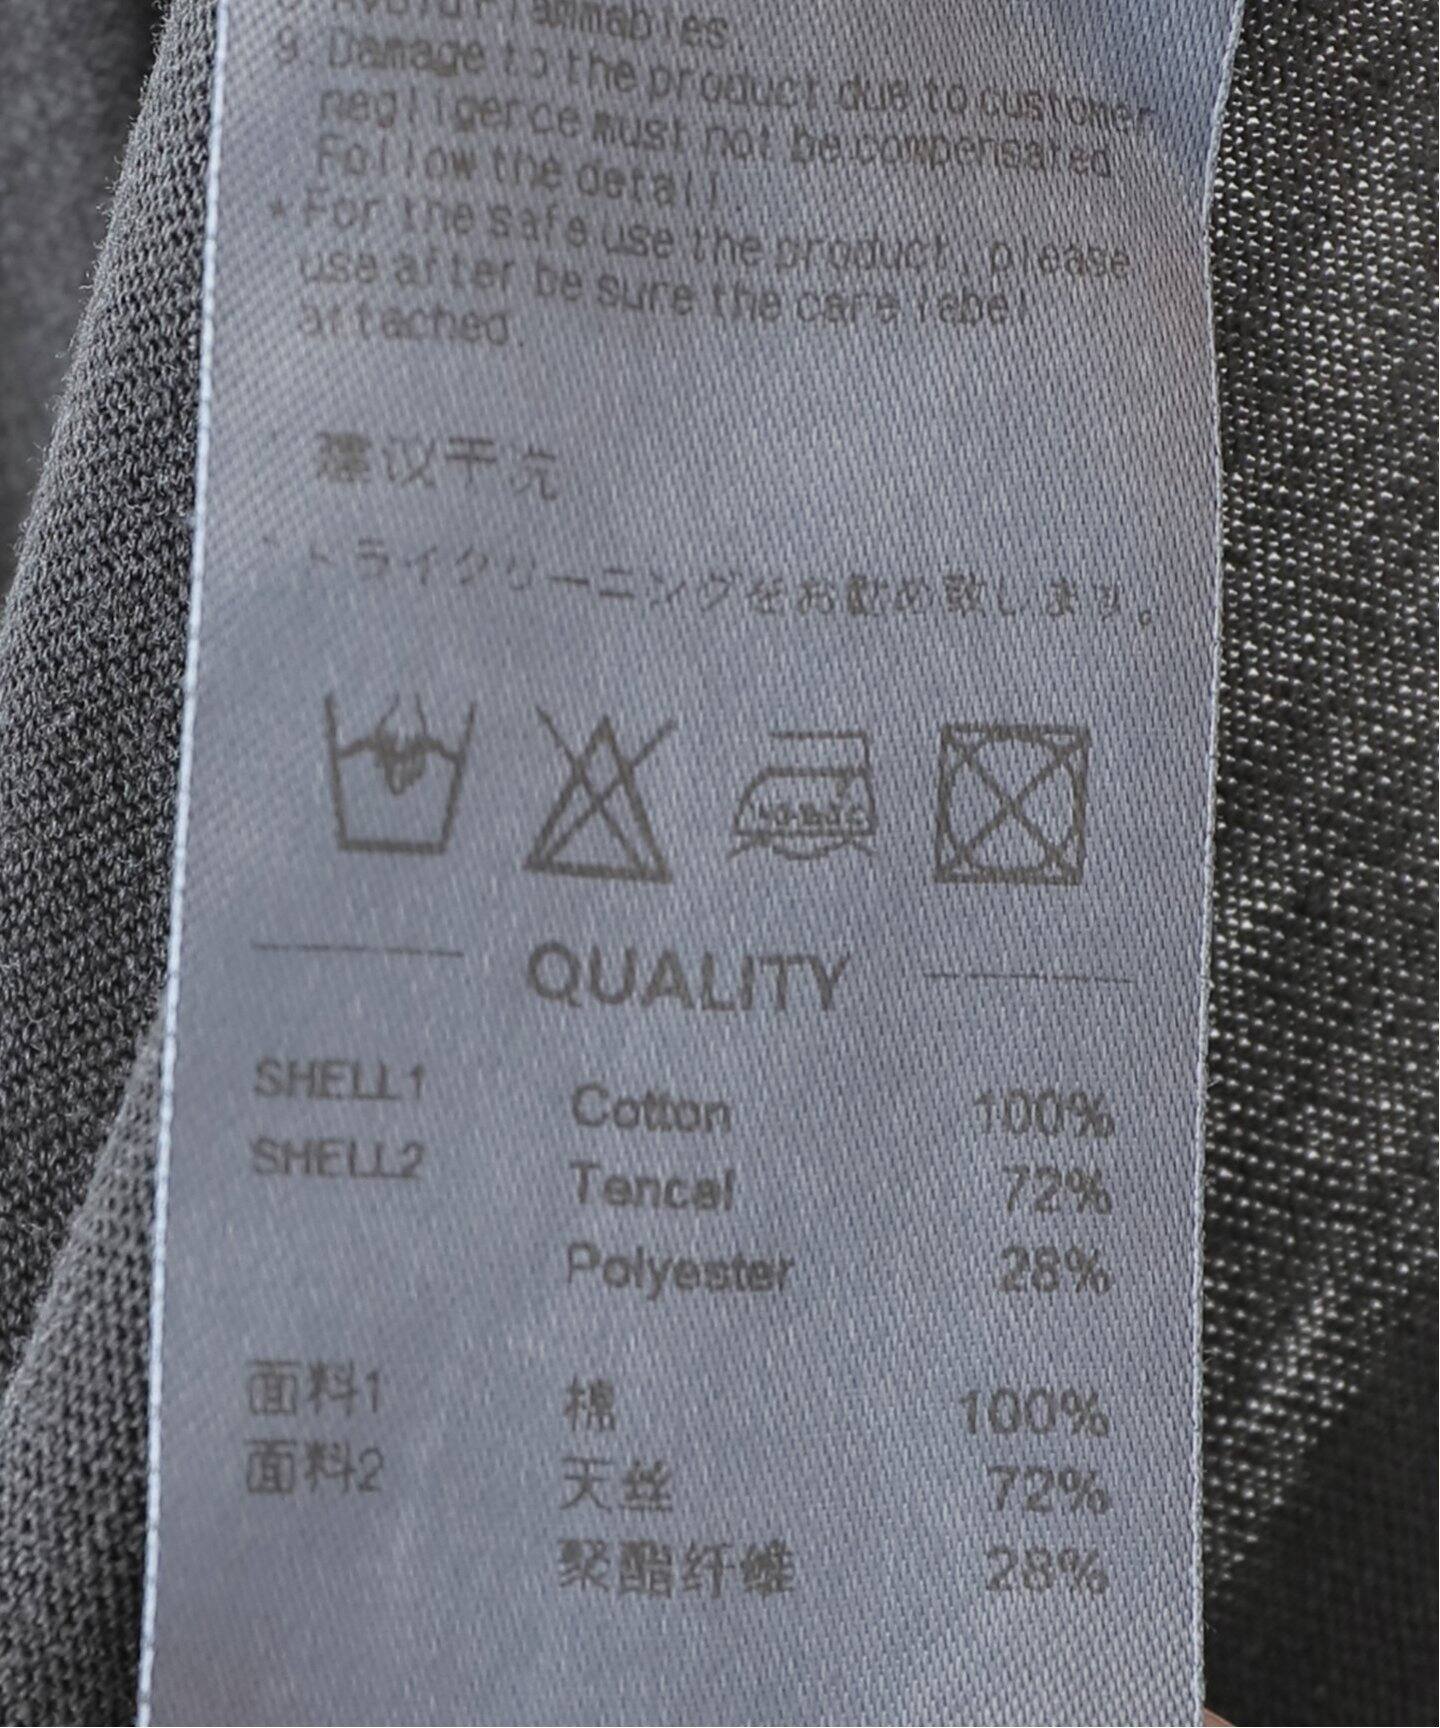 Avoid Flammables.
9 Damage to the product due to customer
negligence must not be compensated
Follow the detail.
* For the safe use the product, please
use after be sure the care label
attached.
建议干洗
ドライクリーニングをお勧め致します。
QUALITY
SHELL1 Cotton 100%
SHELL2 Tencel 72%
Polyester 28%
面料1 棉 100%
面料2 天丝 72%
聚酯纤维 28%